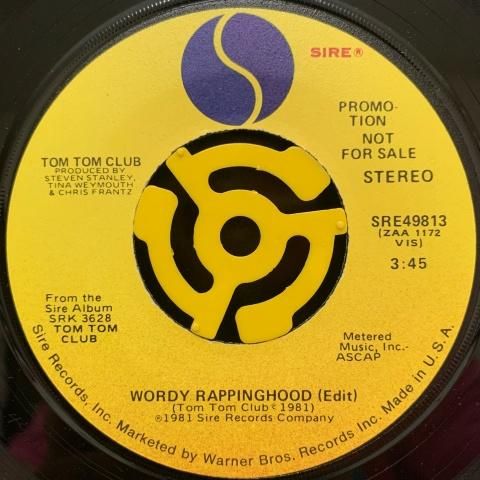 SIRE®
PROMO-
TION
NOT
FOR SALE
STEREO
TOM TOM CLUB
PRODUCED BY
STEVEN STANLEY,
TINA WEYMOUTH
& CHRIS FRANTZ
SRE49813
(ZAA 1172
VIS)
3:45
From the
Sire Album
SRK 3628
TOM TOM
CLUB
Metered
Music, Inc.-
ASCAP
WORDY RAPPINGHOOD (Edit)
(Tom Tom Club © 1981)
℗1981 Sire Records Company
Sire Records, Inc. Marketed by Warner Bros. Records Inc. Made in U.S.A.